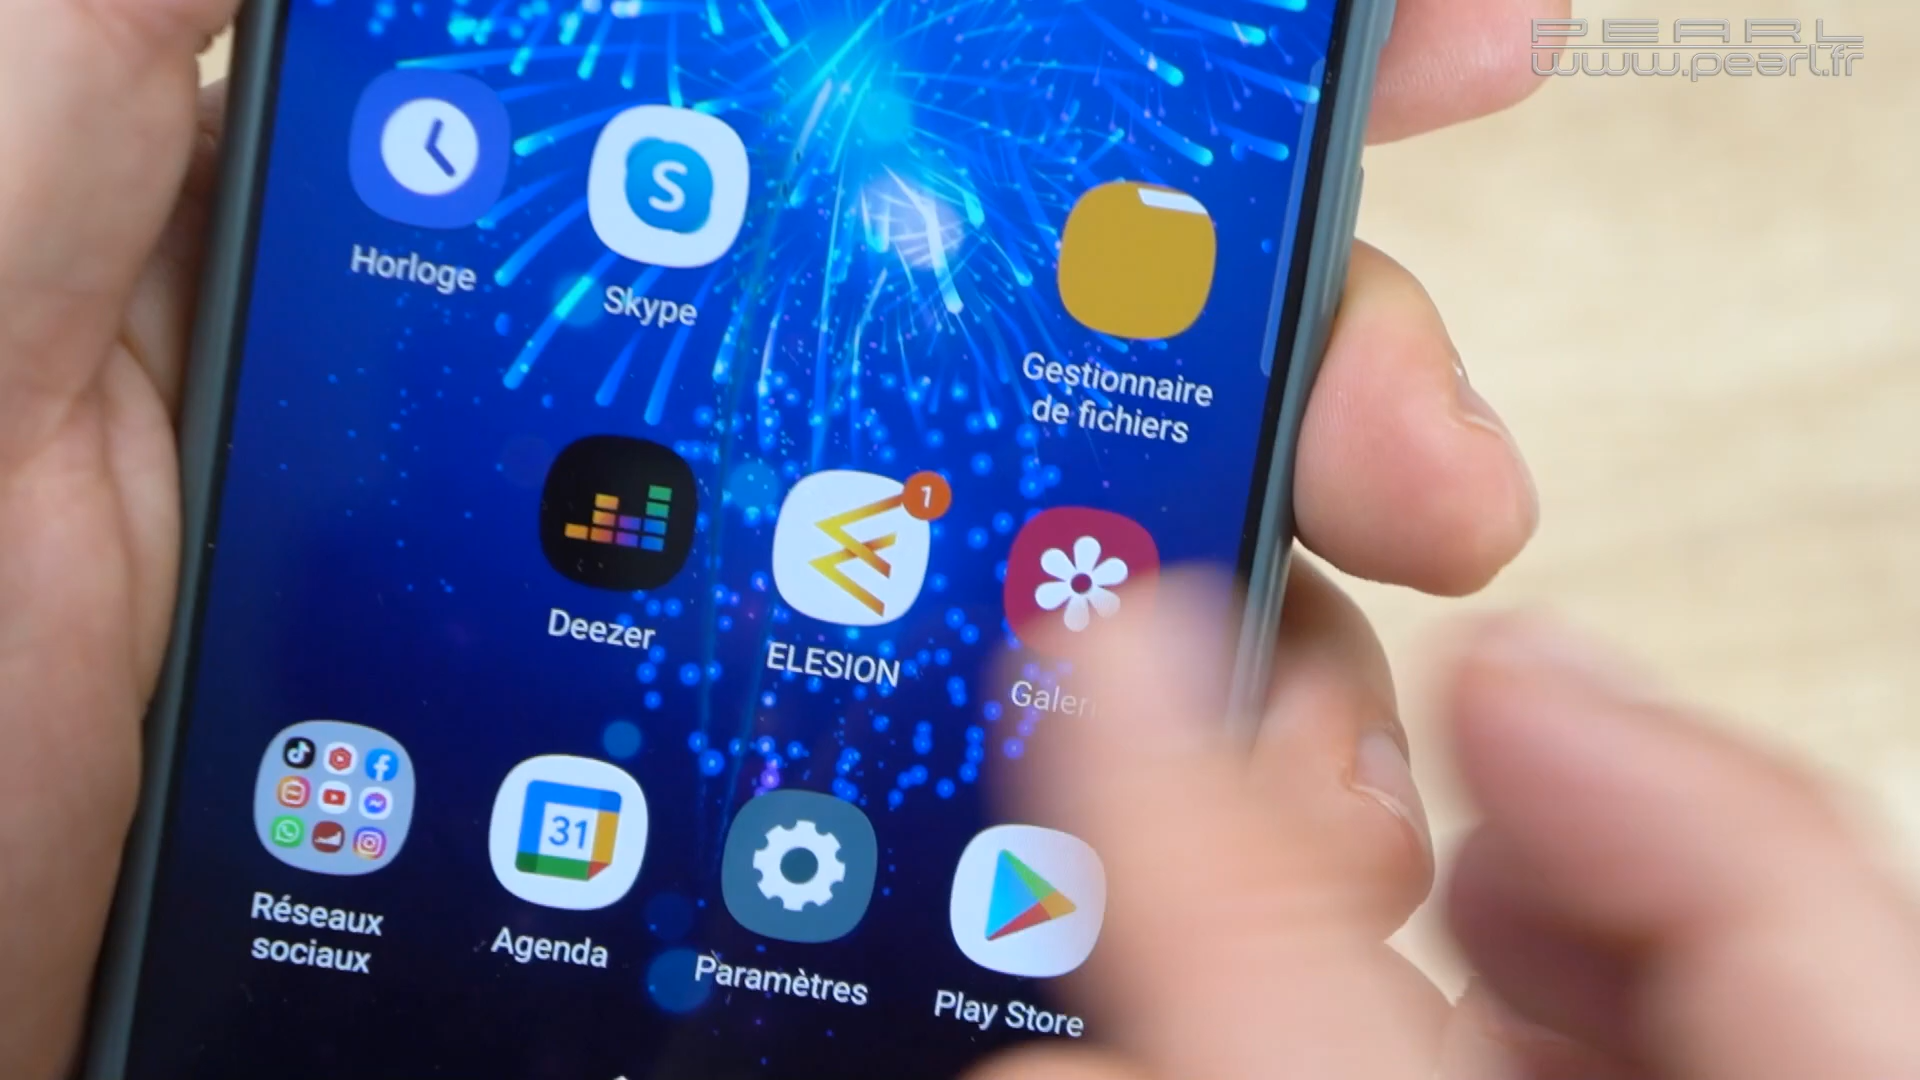 PEARL
www.pearl.fr
Horloge
S
Skype
Gestionnaire
de fichiers
1
Deezer
ELESION
Galeri
Réseaux
sociaux
31
Agenda
Paramètres
Play Store